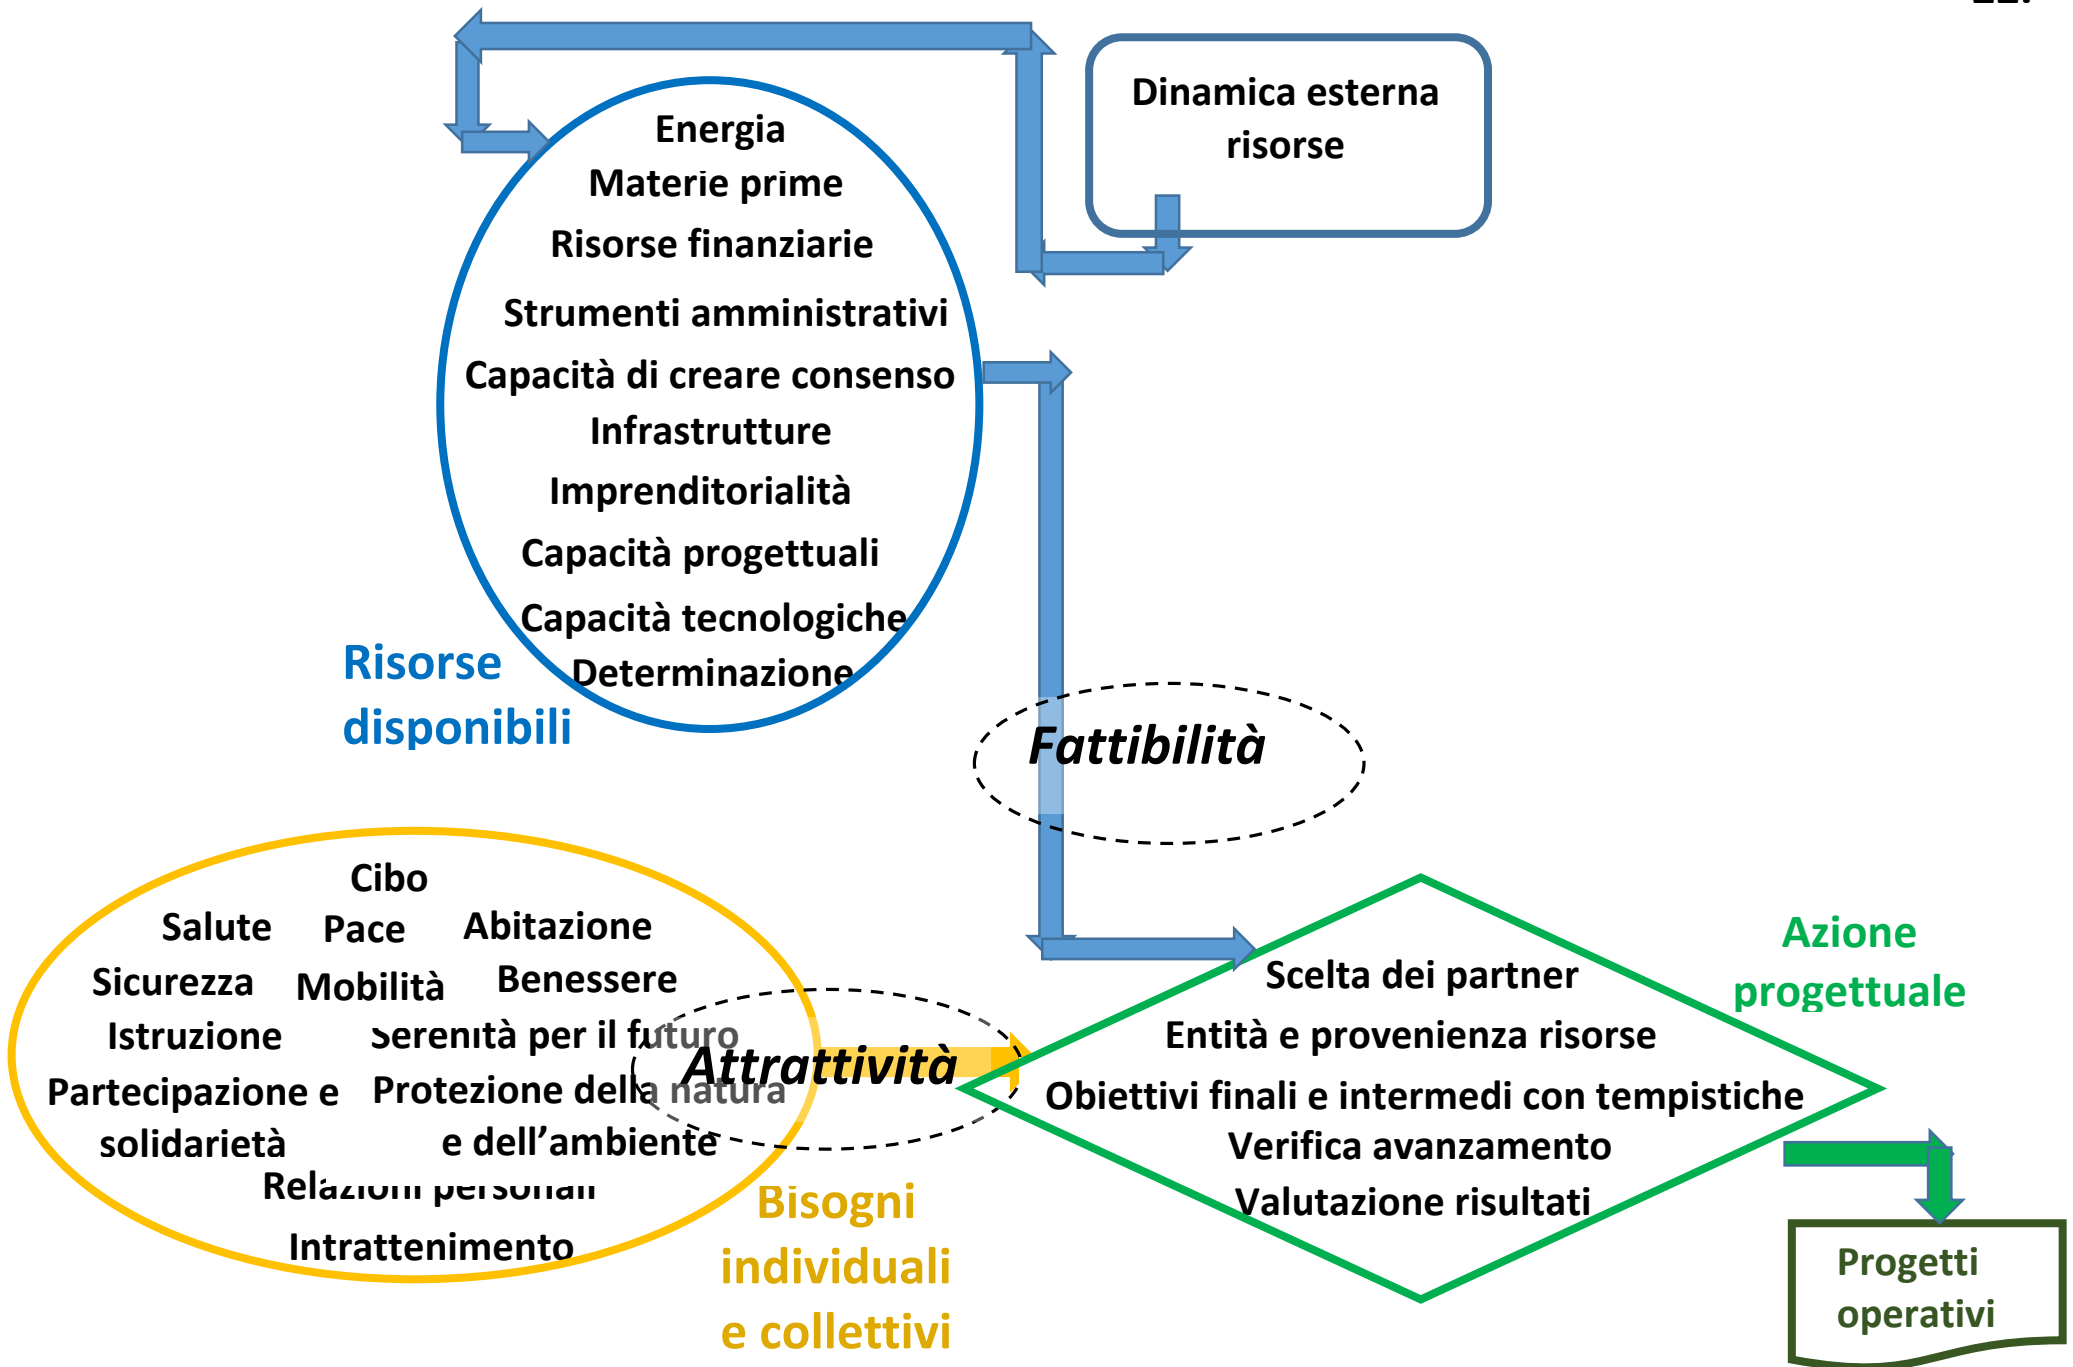 Dinamica esterna
risorse
Energia
Materie prime
Risorse finanziarie
Strumenti amministrativi
Capacità di creare consenso
Infrastrutture
Imprenditorialità
Capacità progettuali
Capacità tecnologiche
Determinazione
Risorse
disponibili
Fattibilità
Cibo
Salute
Pace
Abitazione
Sicurezza
Mobilità
Benessere
Istruzione
Serenità per il futuro
Partecipazione e
solidarietà
Protezione della natura
e dell’ambiente
Relazioni personali
Intrattenimento
Attrattività
Bisogni
individuali
e collettivi
Scelta dei partner
Entità e provenienza risorse
Obiettivi finali e intermedi con tempistiche
Verifica avanzamento
Valutazione risultati
Azione
progettuale
Progetti
operativi